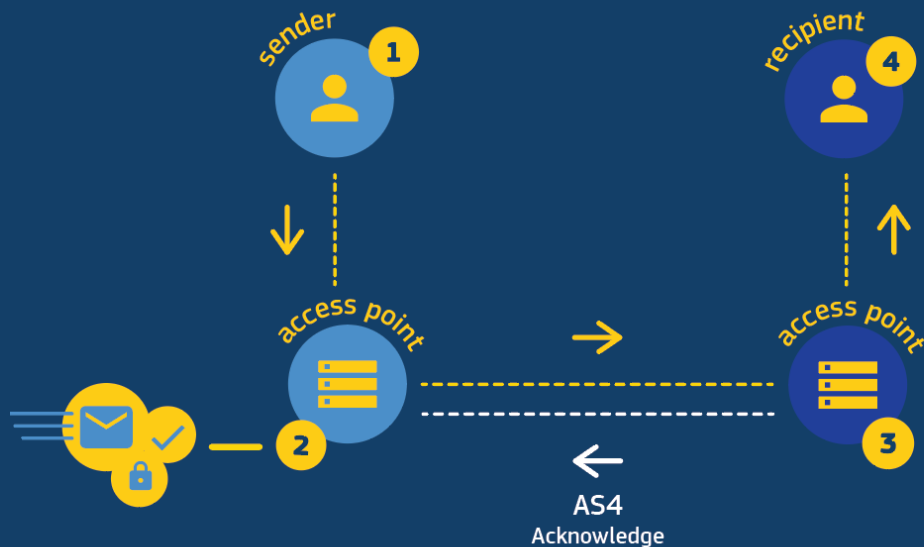 sender
1
recipient
4
access point
2
access point
3
AS4
Acknowledge